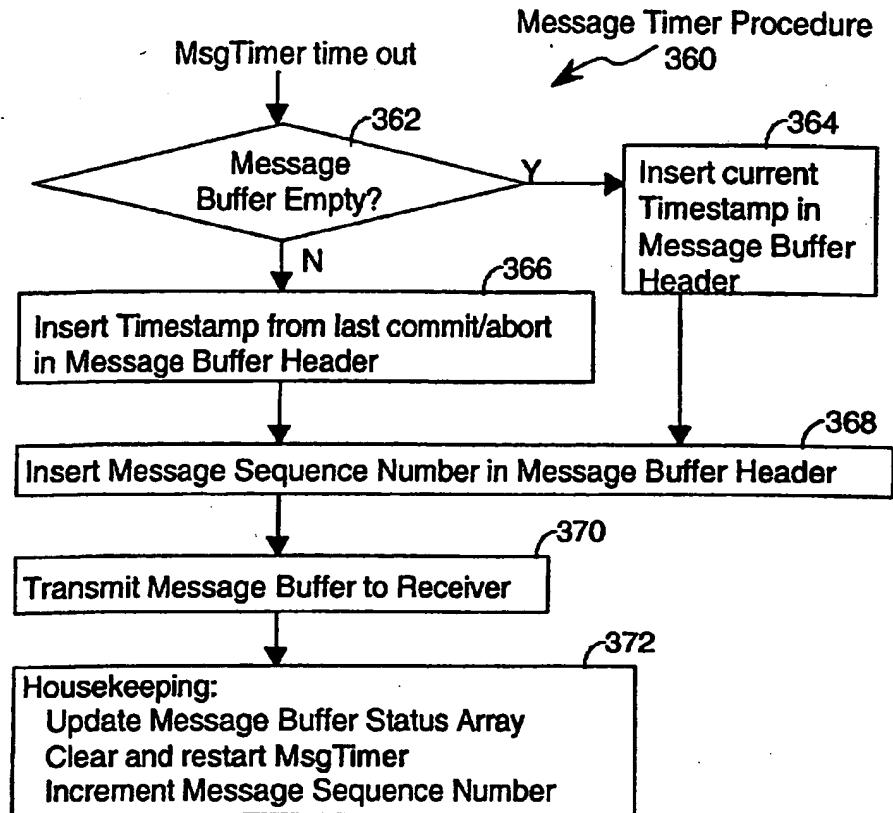 Message Timer Procedure
360
MsgTimer time out
362
Message
Buffer Empty?
Y
N
364
Insert current
Timestamp in
Message Buffer
Header
366
Insert Timestamp from last commit/abort
in Message Buffer Header
368
Insert Message Sequence Number in Message Buffer Header
370
Transmit Message Buffer to Receiver
372
Housekeeping:
Update Message Buffer Status Array
Clear and restart MsgTimer
Increment Message Sequence Number